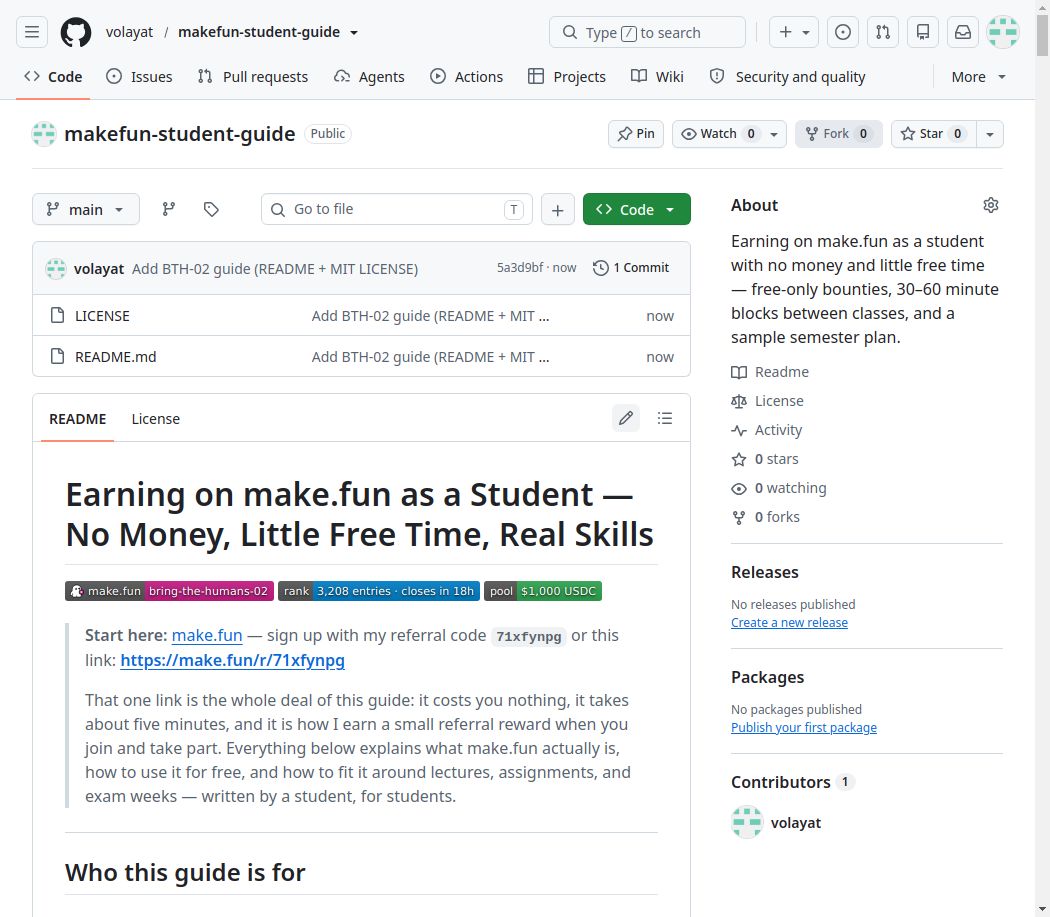 volayat / makefun-student-guide
Type / to search
Code Issues Pull requests Agents Actions Projects Wiki Security and quality More
makefun-student-guide Public
Pin Watch 0 Fork 0 Star 0
main Go to file T Code
volayat Add BTH-02 guide (README + MIT LICENSE) 5a3d9bf · now 1 Commit
LICENSE Add BTH-02 guide (README + MIT ... now
README.md Add BTH-02 guide (README + MIT ... now
README License
Earning on make.fun as a Student —
No Money, Little Free Time, Real Skills
make.fun bring-the-humans-02 rank 3,208 entries · closes in 18h pool $1,000 USDC
Start here: make.fun — sign up with my referral code 71xfynpg or this
link: https://make.fun/r/71xfynpg
That one link is the whole deal of this guide: it costs you nothing, it takes
about five minutes, and it is how I earn a small referral reward when you
join and take part. Everything below explains what make.fun actually is,
how to use it for free, and how to fit it around lectures, assignments, and
exam weeks — written by a student, for students.
Who this guide is for
About
Earning on make.fun as a student
with no money and little free time
— free-only bounties, 30–60 minute
blocks between classes, and a
sample semester plan.
Readme
License
Activity
0 stars
0 watching
0 forks
Releases
No releases published
Create a new release
Packages
No packages published
Publish your first package
Contributors 1
volayat